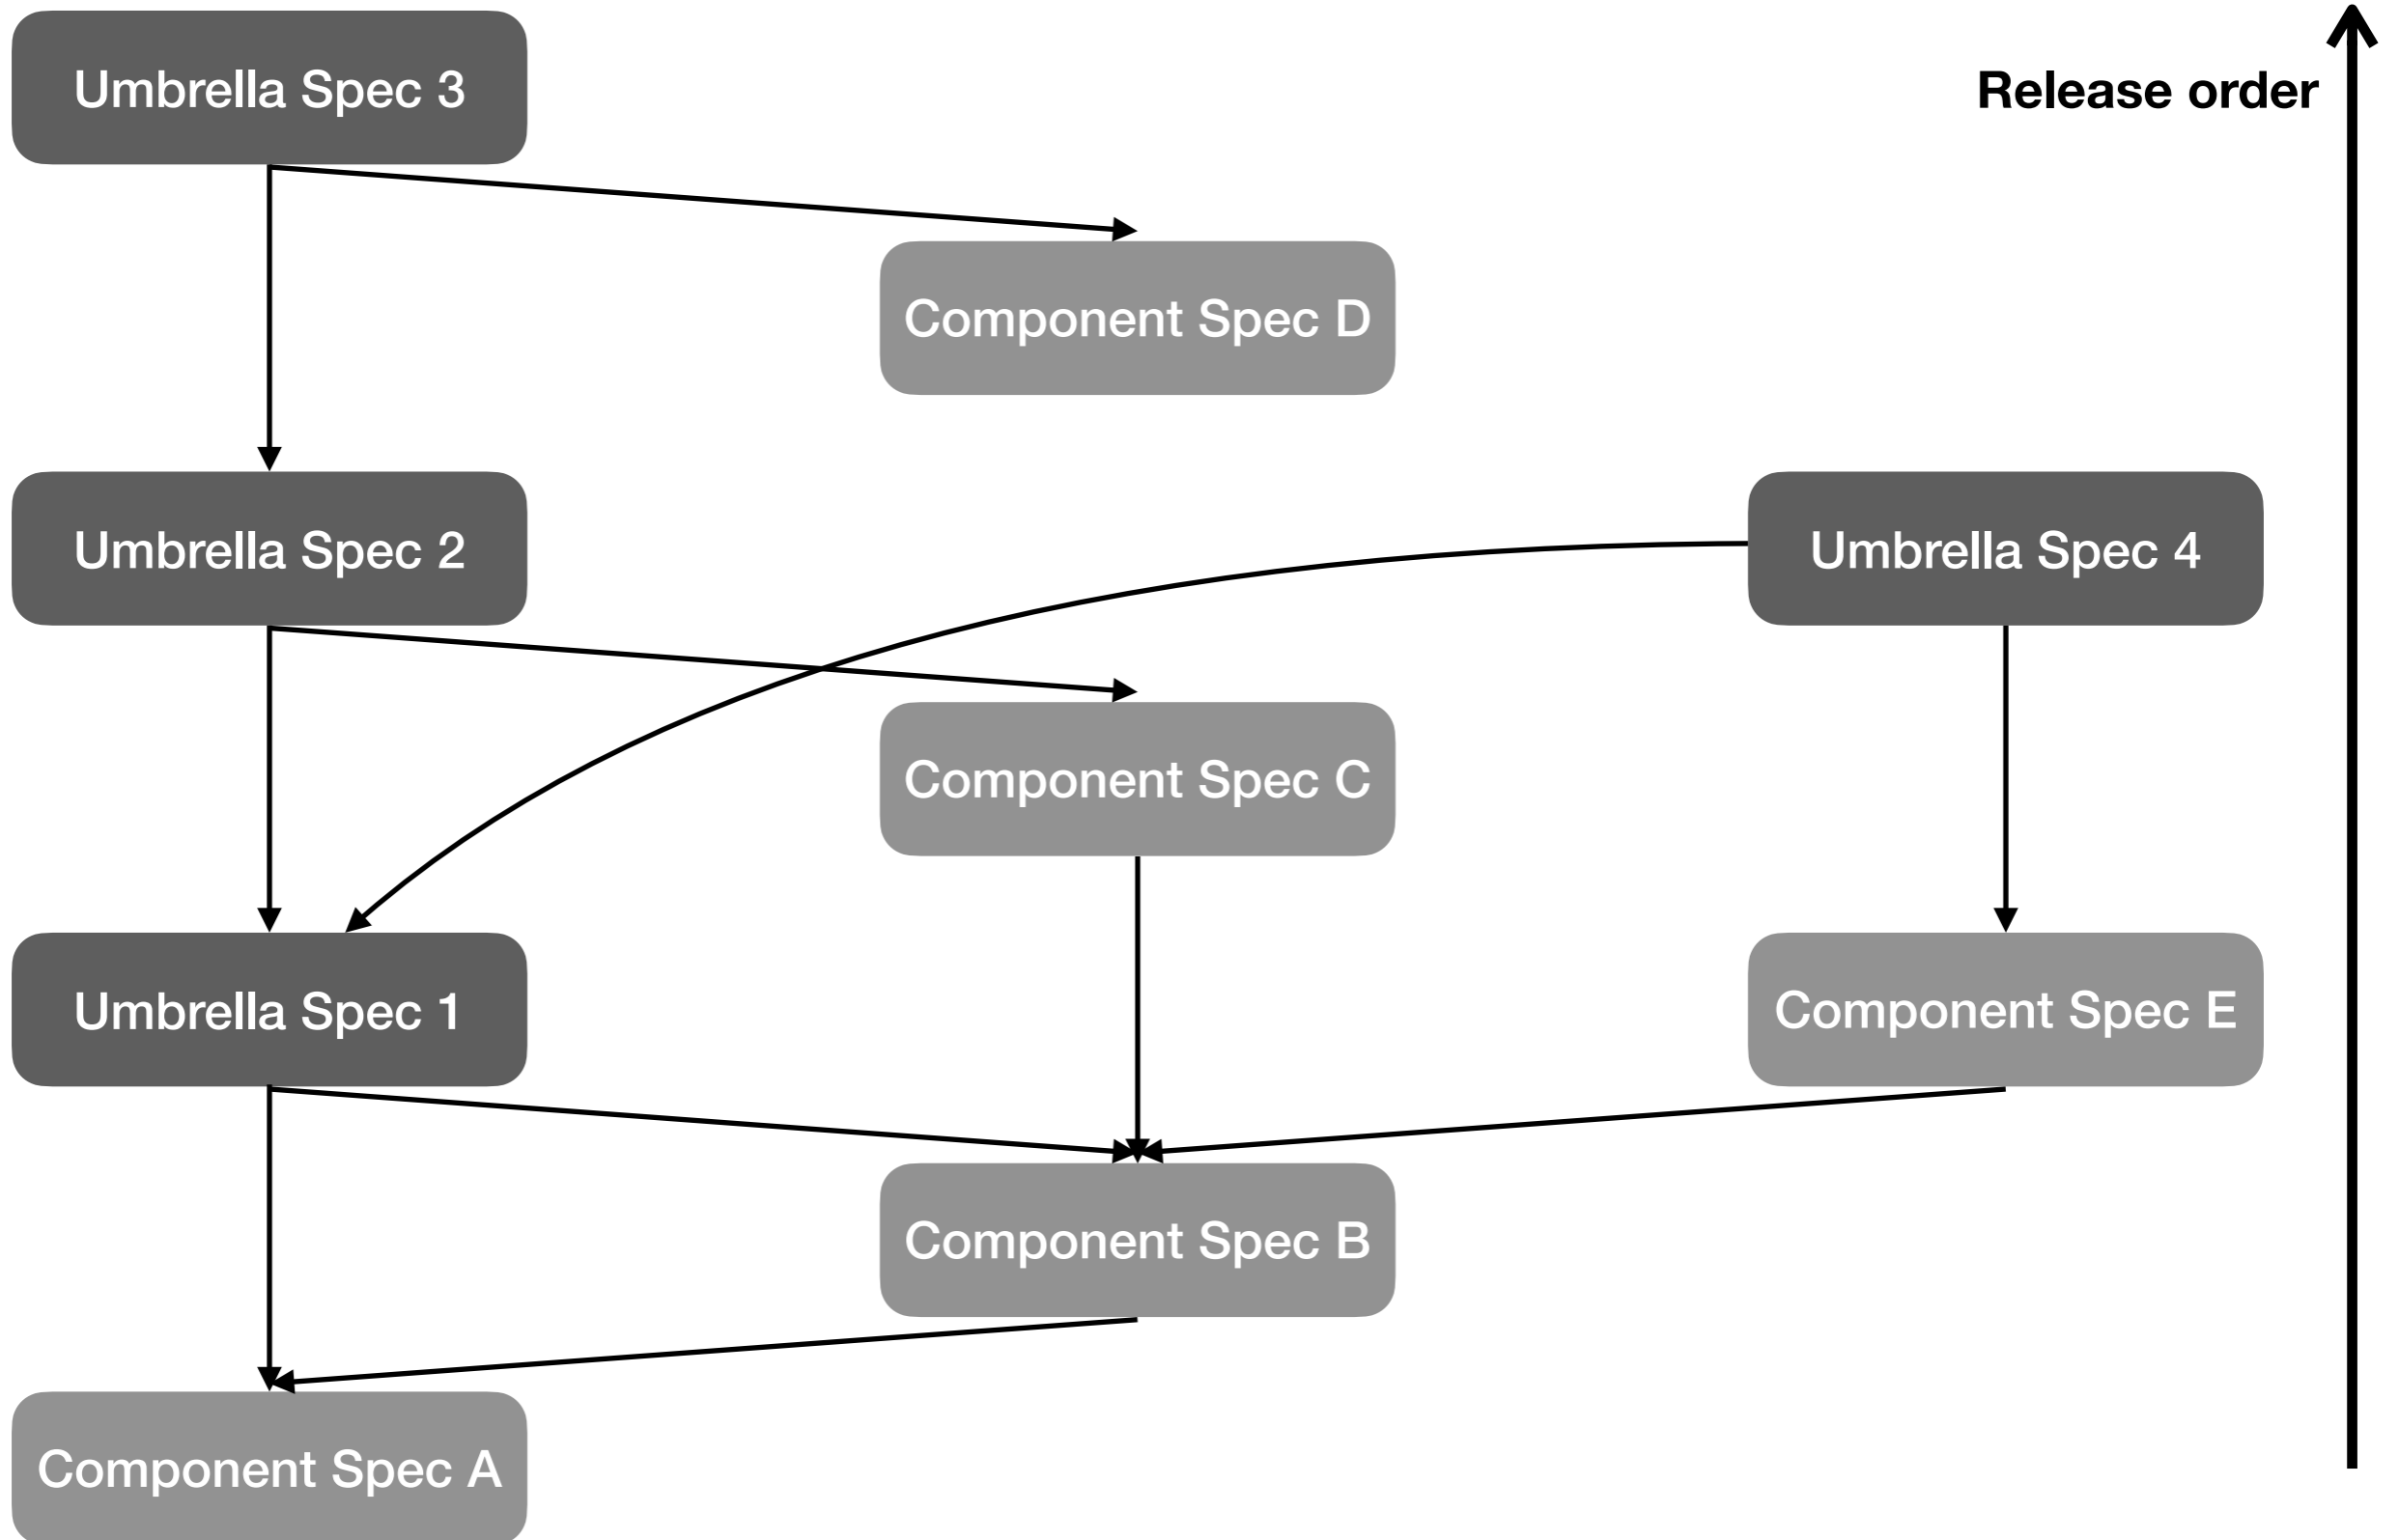 Umbrella Spec 3
Release order
Component Spec D
Umbrella Spec 2
Umbrella Spec 4
Component Spec C
Umbrella Spec 1
Component Spec E
Component Spec B
Component Spec A